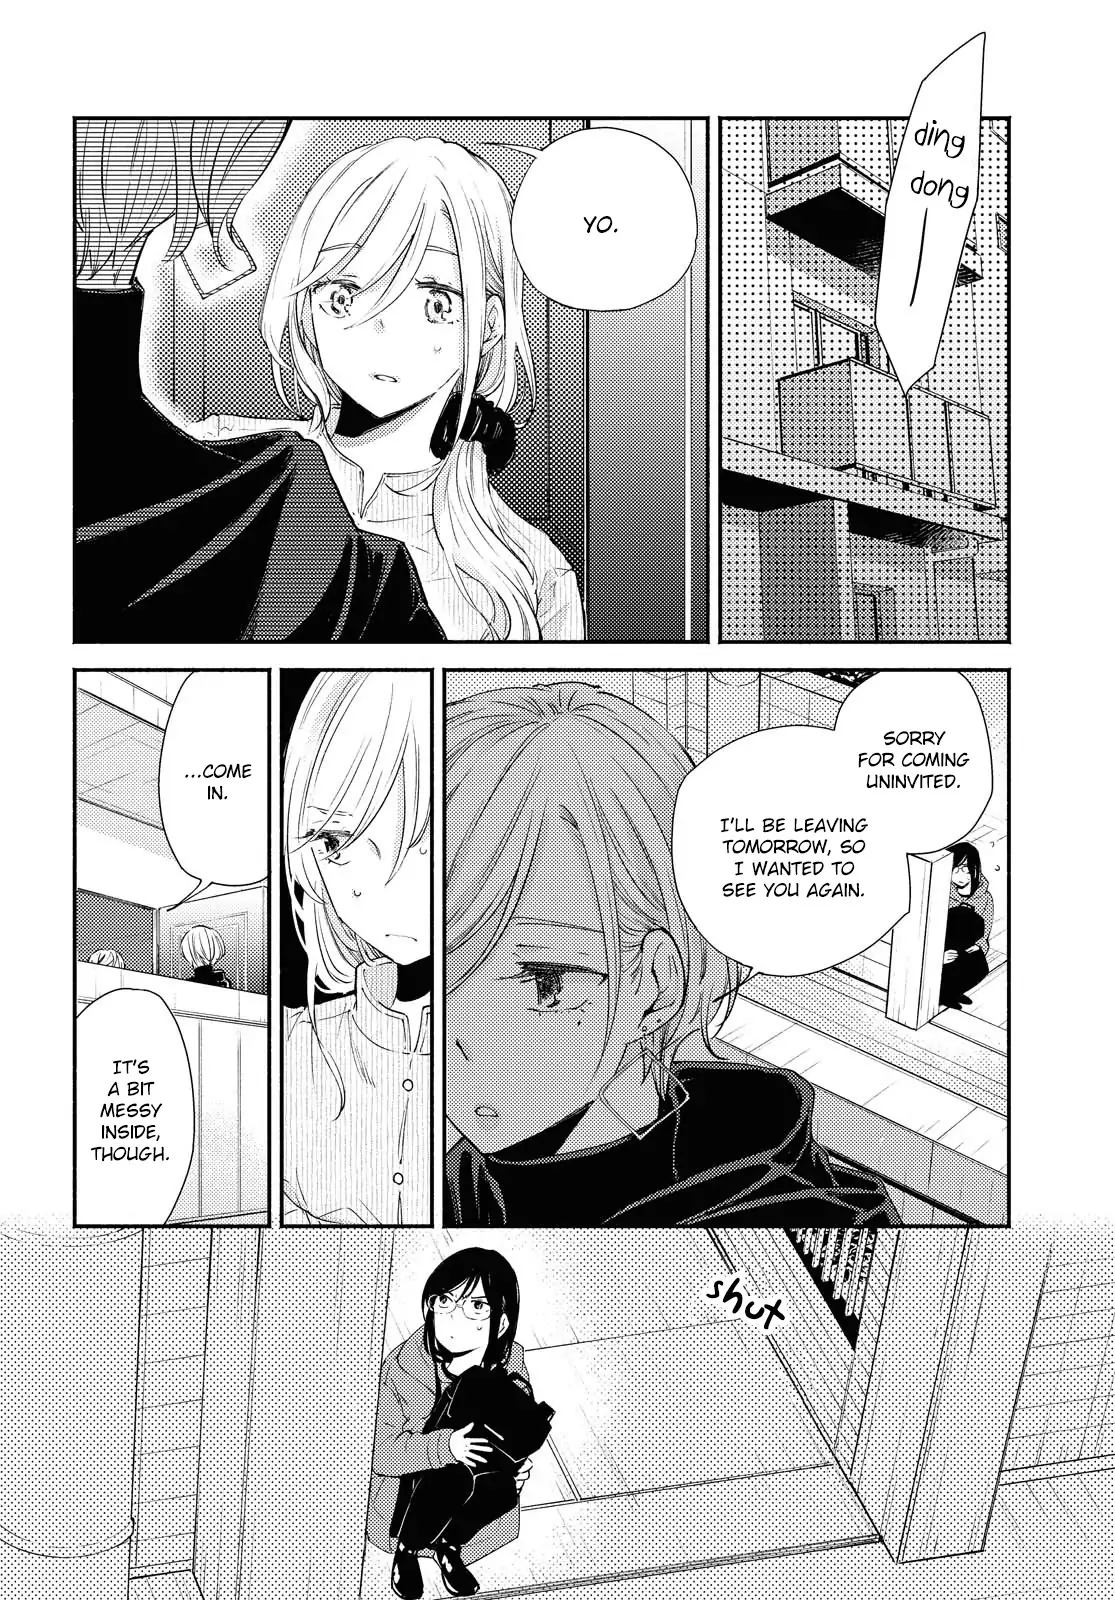 ding
dong
YO.
SORRY
FOR COMING
UNINVITED.
I'LL BE LEAVING
TOMORROW, SO
I WANTED TO
SEE YOU AGAIN.
...COME
IN.
IT'S
A BIT
MESSY
INSIDE,
THOUGH.
shut